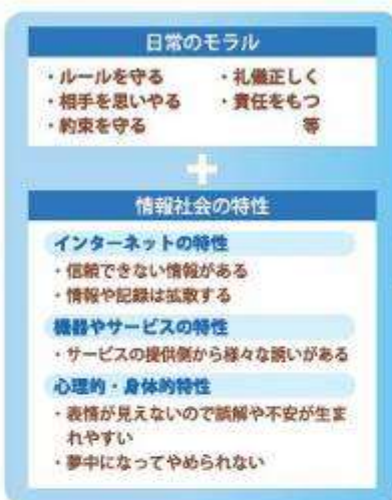 日常のモラル
・ルールを守る ・礼儀正しく
・相手を思いやる ・責任をもつ
・約束を守る 等
＋
情報社会の特性
インターネットの特性
・信頼できない情報がある
・情報や記録は拡散する
機器やサービスの特性
・サービスの提供側から様々な誘いがある
心理的・身体的特性
・表情が見えないので誤解や不安が生ま
れやすい
・夢中になってやめられない